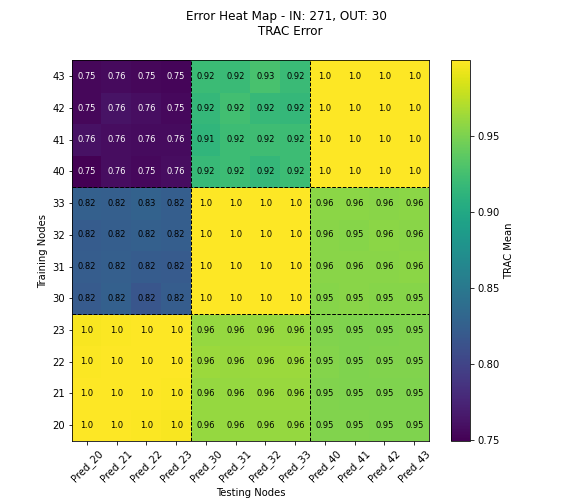 Error Heat Map - IN: 271, OUT: 30
TRAC Error
43 0.75 0.76 0.75 0.75 0.92 0.92 0.93 0.92 1.0 1.0 1.0 1.0
42 0.75 0.76 0.76 0.75 0.92 0.92 0.92 0.92 1.0 1.0 1.0 1.0
41 0.76 0.76 0.76 0.76 0.91 0.92 0.92 0.92 1.0 1.0 1.0 1.0
40 0.75 0.76 0.75 0.76 0.92 0.92 0.92 0.92 1.0 1.0 1.0 1.0
33 0.82 0.82 0.83 0.82 1.0 1.0 1.0 1.0 0.96 0.96 0.96 0.96
32 0.82 0.82 0.82 0.82 1.0 1.0 1.0 1.0 0.96 0.95 0.96 0.96
31 0.82 0.82 0.82 0.82 1.0 1.0 1.0 1.0 0.96 0.96 0.96 0.96
30 0.82 0.82 0.82 0.82 1.0 1.0 1.0 1.0 0.95 0.95 0.95 0.95
23 1.0 1.0 1.0 1.0 0.96 0.96 0.96 0.96 0.95 0.95 0.95 0.95
22 1.0 1.0 1.0 1.0 0.96 0.96 0.96 0.96 0.95 0.95 0.95 0.95
21 1.0 1.0 1.0 1.0 0.96 0.96 0.96 0.96 0.95 0.95 0.95 0.95
20 1.0 1.0 1.0 1.0 0.96 0.96 0.96 0.96 0.95 0.95 0.95 0.95
Training Nodes
Pred_20 Pred_21 Pred_22 Pred_23 Pred_30 Pred_31 Pred_32 Pred_33 Pred_40 Pred_41 Pred_42 Pred_43
Testing Nodes
0.95
0.90
0.85
0.80
0.75
TRAC Mean